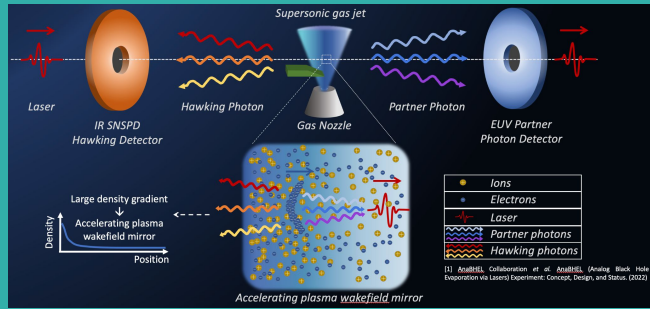 Supersonic gas jet
Laser
IR SNSPD
Hawking Detector
Hawking Photon
Gas Nozzle
Partner Photon
EUV Partner
Photon Detector
Large density gradient
Accelerating plasma
wakefield mirror
Density
Position
Accelerating plasma wakefield mirror
Ions
Electrons
Laser
Partner photons
Hawking photons
[1] AnaBHEL Collaboration et al. AnaBHEL (Analog Black Hole
Evaporation via Lasers) Experiment: Concept, Design, and Status. (2022)